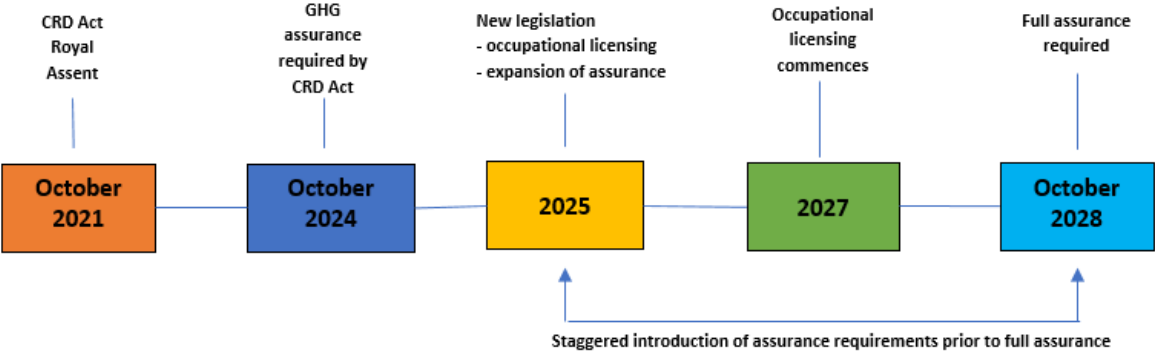 CRD Act
Royal
Assent
GHG
assurance
required by
CRD Act
New legislation
- occupational licensing
- expansion of assurance
Occupational
licensing
commences
Full assurance
required
October
2021
October
2024
2025
2027
October
2028
Staggered introduction of assurance requirements prior to full assurance